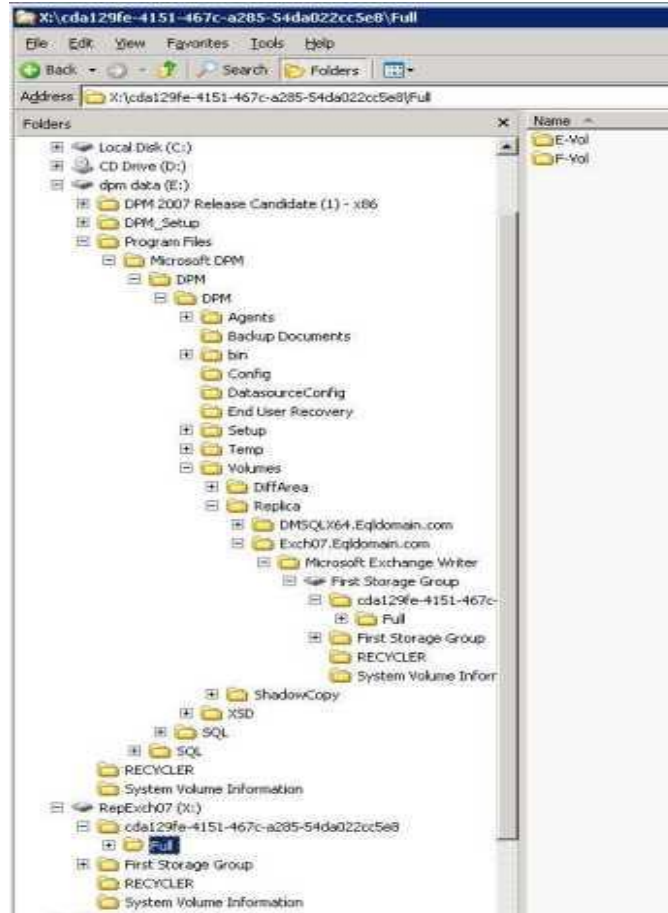 X:\cda129fe-4151-467c-a285-54da022cc5e8\Full
File Edit View Favorites Tools Help
Back Search Folders
Address X:\cda129fe-4151-467c-a285-54da022cc5e8\Full
Folders
Name
Local Disk (C:)
CD Drive (D:)
dpm data (E:)
DPM 2007 Release Candidate (1) - x86
DPM_Setup
Program Files
Microsoft DPM
DPM
DPM
Agents
Backup Documents
bin
Config
DatasourceConfig
End User Recovery
Setup
Temp
Volumes
DiffArea
Replica
DMSQLX64.Eqldomain.com
Exch07.Eqldomain.com
Microsoft Exchange Writer
First Storage Group
cda129fe-4151-467c-
Full
First Storage Group
RECYCLER
System Volume Inforr
ShadowCopy
XSD
SQL
SQL
RECYCLER
System Volume Information
RepExch07 (X:)
cda129fe-4151-467c-a285-54da022cc5e8
Full
First Storage Group
RECYCLER
System Volume Information
E-Vol
F-Vol